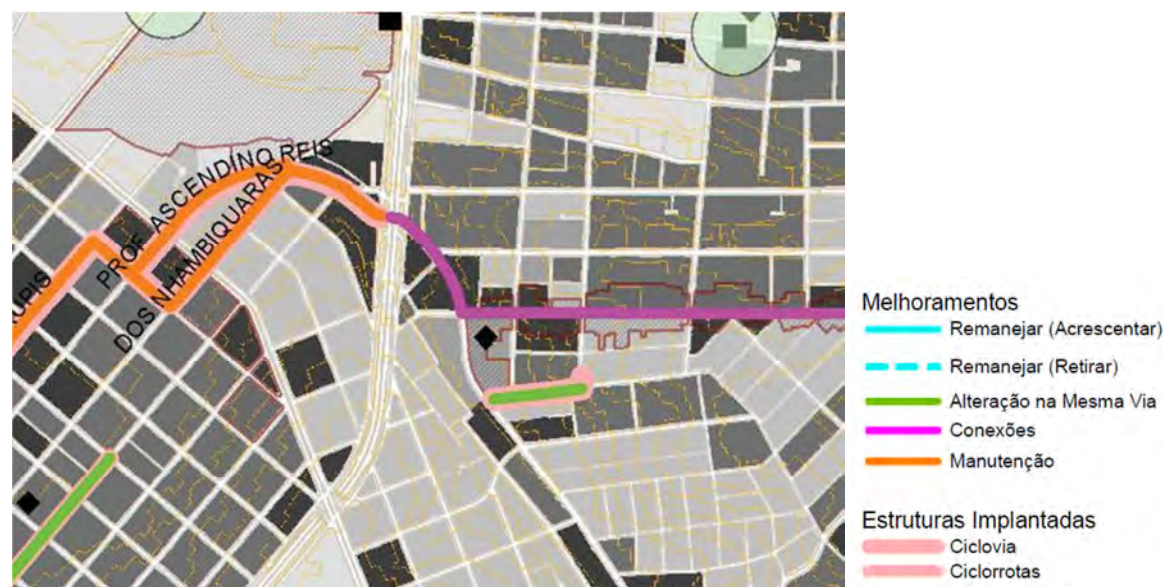 PROF. ASCENDINO REIS
DOS NHAMBIQUARAS
UPIS
Melhoramentos
Remanejar (Acrescentar)
Remanejar (Retirar)
Alteração na Mesma Via
Conexões
Manutenção
Estruturas Implantadas
Ciclovia
Ciclorrotas